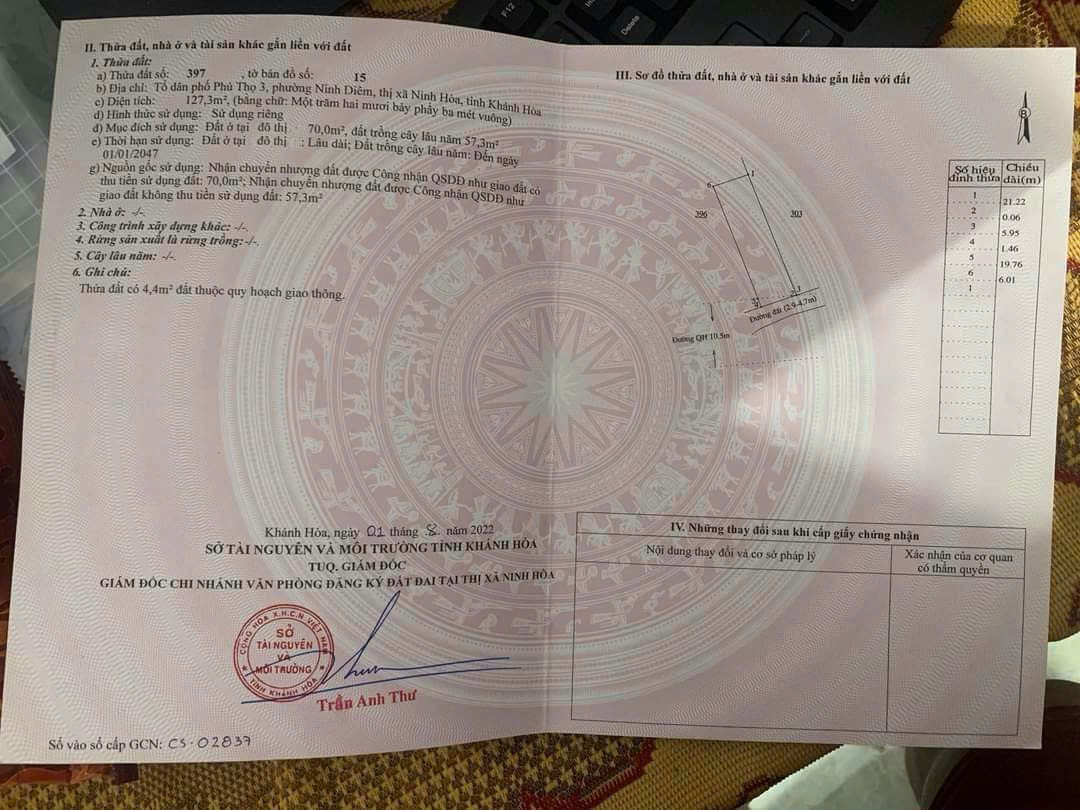 II. Thửa đất, nhà ở và tài sản khác gắn liền với đất
1. Thửa đất:
a) Thửa đất số: 397 , tờ bản đồ số: 15
b) Địa chỉ: Tổ dân phố Phú Thọ 3, phường Ninh Diêm, thị xã Ninh Hòa, tỉnh Khánh Hòa
c) Diện tích: 127,3m², (bằng chữ: Một trăm hai mươi bảy phẩy ba mét vuông)
d) Hình thức sử dụng: Sử dụng riêng
đ) Mục đích sử dụng: Đất ở tại đô thị 70,0m², đất trồng cây lâu năm 57,3m²
e) Thời hạn sử dụng: Đất ở tại đô thị : Lâu dài; Đất trồng cây lâu năm: Đến ngày
01/01/2047
g) Nguồn gốc sử dụng: Nhận chuyển nhượng đất được Công nhận QSDĐ như giao đất có
thu tiền sử dụng đất: 70,0m²; Nhận chuyển nhượng đất được Công nhận QSDĐ như
giao đất không thu tiền sử dụng đất: 57,3m²
2. Nhà ở: -/-.
3. Công trình xây dựng khác: -/-.
4. Rừng sản xuất là rừng trồng:-/-.
5. Cây lâu năm: -/-.
6. Ghi chú:
Thửa đất có 4,4m² đất thuộc quy hoạch giao thông.
Khánh Hòa, ngày 01 tháng 8 năm 2022
SỞ TÀI NGUYÊN VÀ MÔI TRƯỜNG TỈNH KHÁNH HÒA
TUQ. GIÁM ĐỐC
GIÁM ĐỐC CHI NHÁNH VĂN PHÒNG ĐĂNG KÝ ĐẤT ĐAI TẠI THỊ XÃ NINH HÒA
CỘNG HÒA X.H.C.N VIỆT NAM
SỞ
TÀI NGUYÊN
VÀ
MÔI TRƯỜNG
TỈNH KHÁNH HÒA
Trần Anh Thư
Số vào sổ cấp GCN: CS.02837
III. Sơ đồ thửa đất, nhà ở và tài sản khác gắn liền với đất
B
6 1
396 303
Đường đất (2.9-4.7m)
Đường QH 10.5m
Số hiệu đỉnh thửa Chiều dài(m)
1
21.22
2
0.06
3
5.95
4
1.46
5
19.76
6
6.01
1
IV. Những thay đổi sau khi cấp giấy chứng nhận
Nội dung thay đổi và cơ sở pháp lý
Xác nhận của cơ quan
có thẩm quyền
F12
Delete